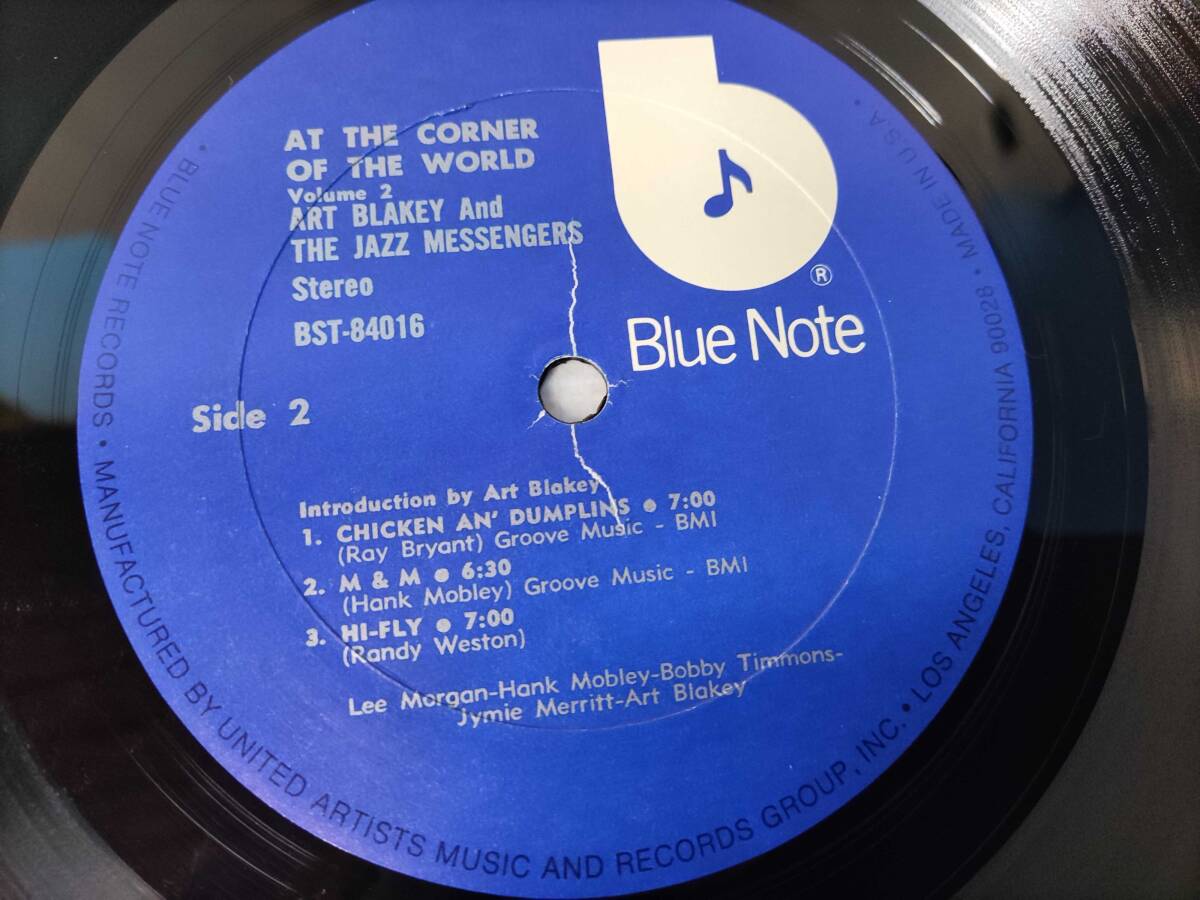 AT THE CORNER
OF THE WORLD
Volume 2
ART BLAKEY And
THE JAZZ MESSENGERS
Stereo
BST-84016
Side 2
®
Blue Note
Introduction by Art Blakey
1. CHICKEN AN' DUMPLINS • 7:00
(Ray Bryant) Groove Music - BMI
2. M & M • 6:30
(Hank Mobley) Groove Music - BMI
3. HI-FLY • 7:00
(Randy Weston)
Lee Morgan-Hank Mobley-Bobby Timmons-
Jymie Merritt-Art Blakey
• BLUE NOTE RECORDS • MANUFACTURED BY UNITED ARTISTS MUSIC AND RECORDS GROUP, INC. • LOS ANGELES, CALIFORNIA 90028 • MADE IN U.S.A. •